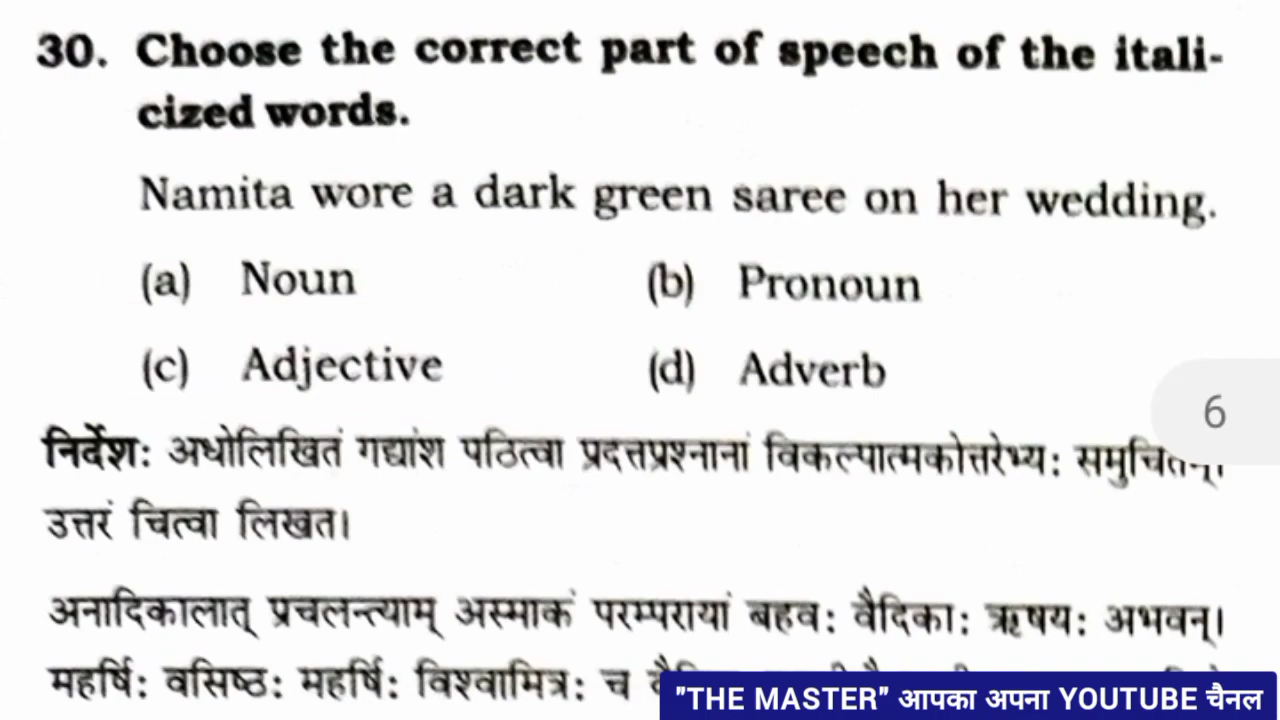 30. Choose the correct part of speech of the itali-
cized words.
Namita wore a dark green saree on her wedding.
(a) Noun (b) Pronoun
(c) Adjective (d) Adverb
6
निर्देशः अधोलिखितं गद्यांश पठित्वा प्रदत्तप्रश्नानां विकल्पात्मकोत्तरेभ्यः
उत्तरं चित्वा लिखत।
अनादिकालात् प्रचलन्त्याम् अस्माकं परम्परायां बहवः वैदिकाः ऋषयः अभवन्।
महर्षिः वसिष्ठः महर्षिः विश्वामित्रः च
"THE MASTER" आपका अपना YOUTUBE चैनल